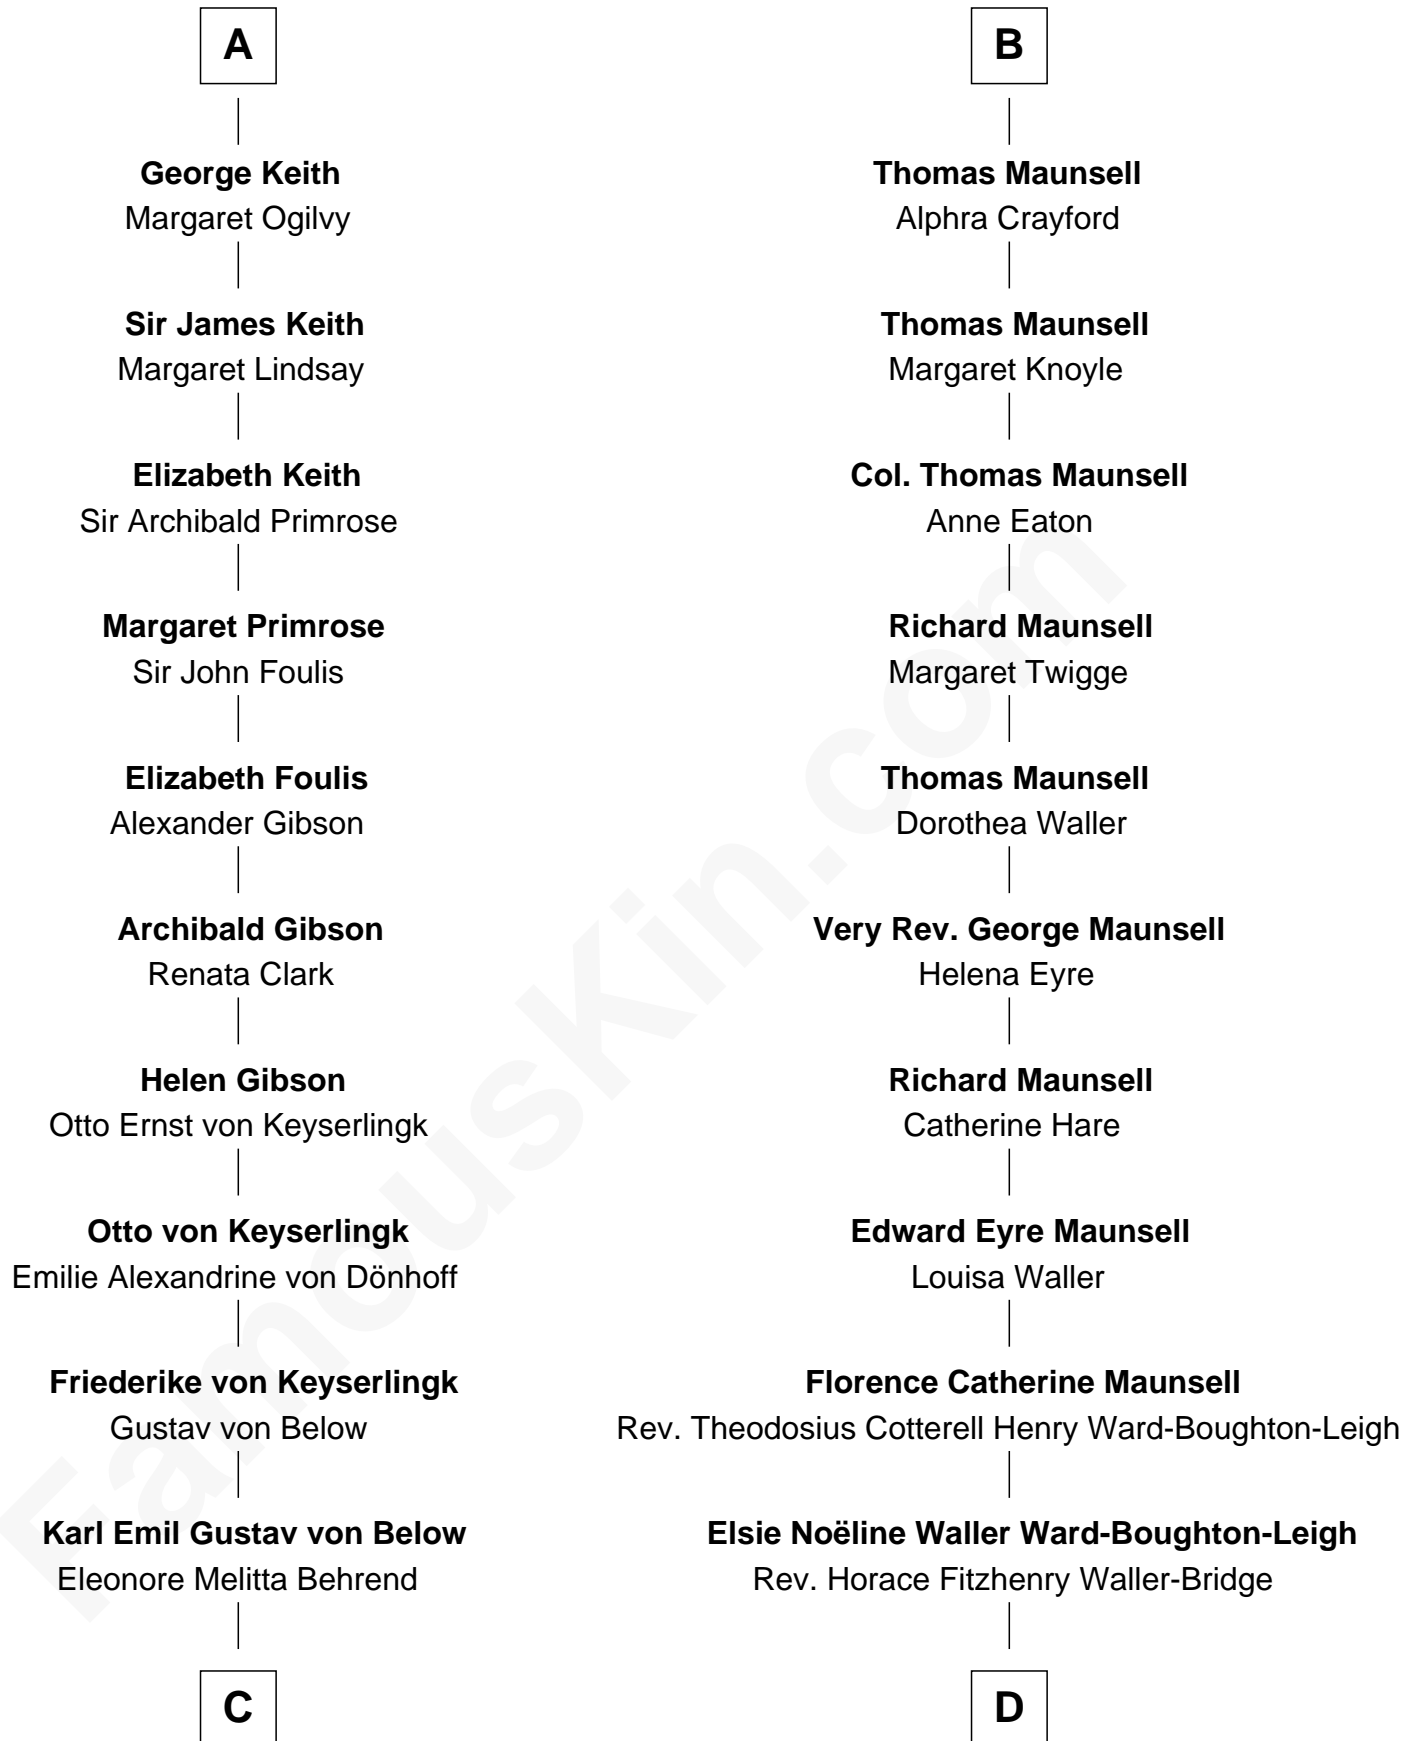 A
George Keith
Margaret Ogilvy
Sir James Keith
Margaret Lindsay
Elizabeth Keith
Sir Archibald Primrose
Margaret Primrose
Sir John Foulis
Elizabeth Foulis
Alexander Gibson
Archibald Gibson
Renata Clark
Helen Gibson
Otto Ernst von Keyserlingk
Otto von Keyserlingk
Emilie Alexandrine von Dönhoff
Friederike von Keyserlingk
Gustav von Below
Karl Emil Gustav von Below
Eleonore Melitta Behrend
C
B
Thomas Maunsell
Alphra Crayford
Thomas Maunsell
Margaret Knoyle
Col. Thomas Maunsell
Anne Eaton
Richard Maunsell
Margaret Twigge
Thomas Maunsell
Dorothea Waller
Very Rev. George Maunsell
Helena Eyre
Richard Maunsell
Catherine Hare
Edward Eyre Maunsell
Louisa Waller
Florence Catherine Maunsell
Rev. Theodosius Cotterell Henry Ward-Boughton-Leigh
Elsie Noëline Waller Ward-Boughton-Leigh
Rev. Horace Fitzhenry Waller-Bridge
D
FamousKin.com